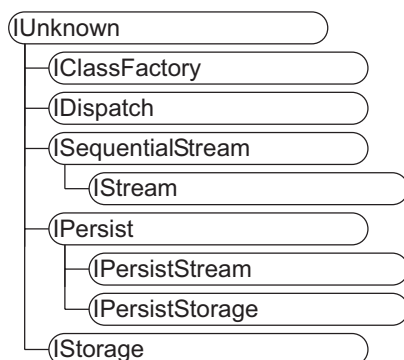 IUnknown
IClassFactory
IDispatch
ISequentialStream
IStream
IPersist
IPersistStream
IPersistStorage
IStorage